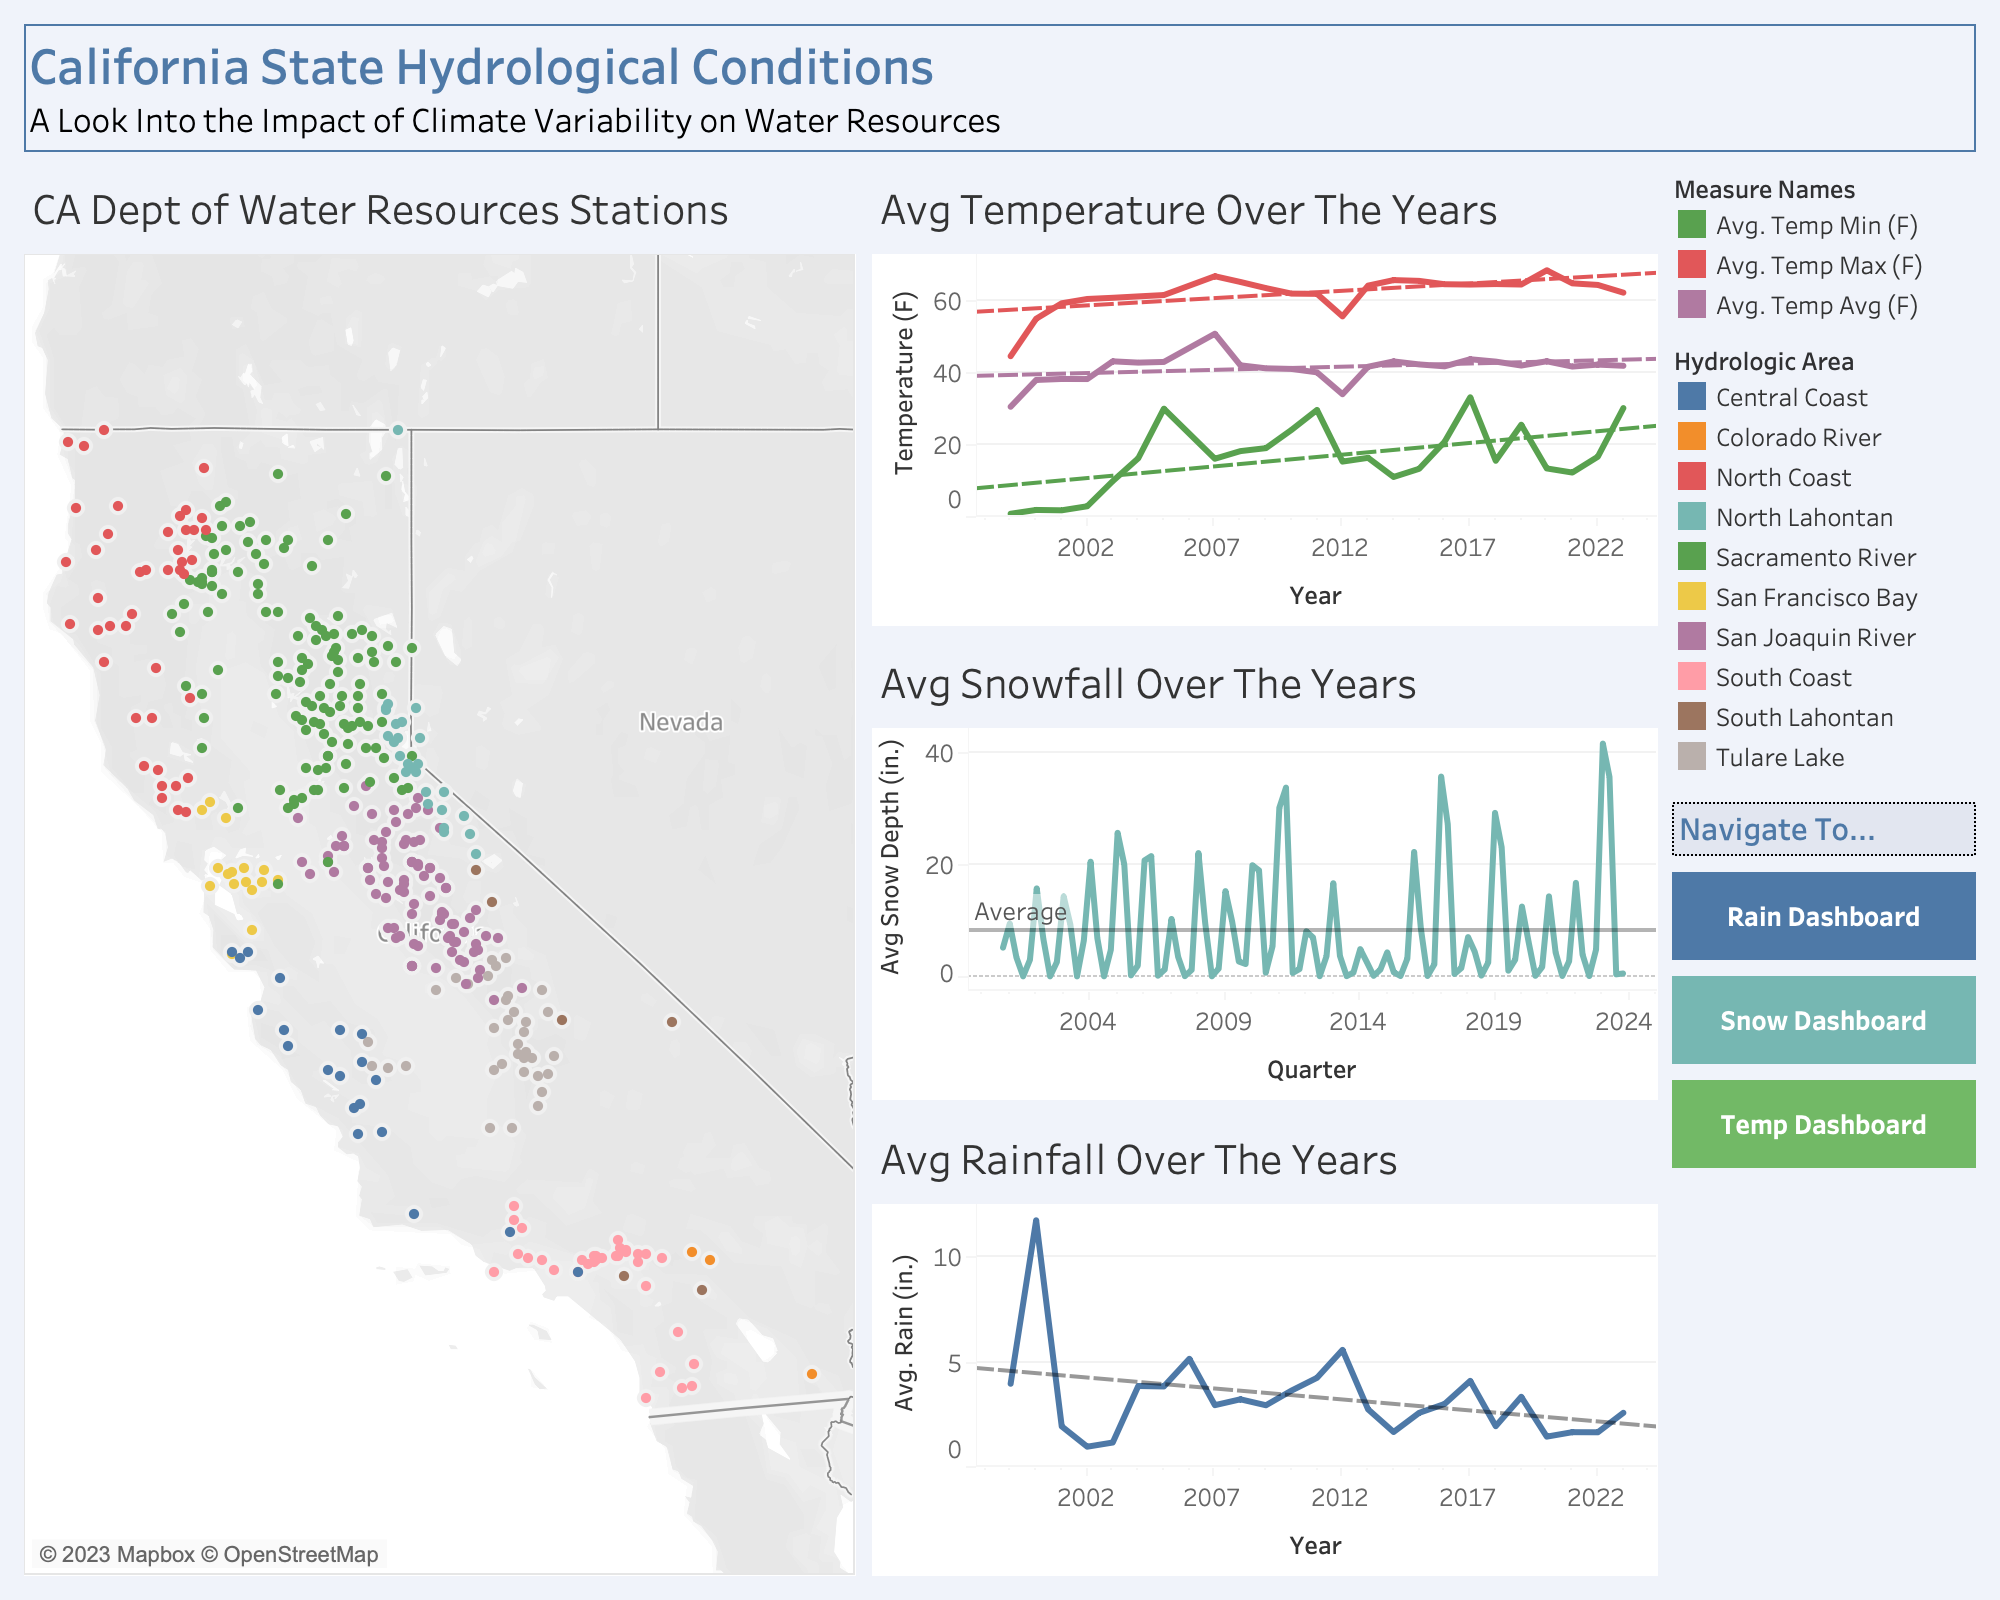 California State Hydrological Conditions
A Look Into the Impact of Climate Variability on Water Resources
CA Dept of Water Resources Stations
Nevada
California
© 2023 Mapbox © OpenStreetMap
Avg Temperature Over The Years
Temperature (F)
60
40
20
0
2002 2007 2012 2017 2022
Year
Avg Snowfall Over The Years
Avg Snow Depth (in.)
40
20
0
Average
2004 2009 2014 2019 2024
Quarter
Avg Rainfall Over The Years
Avg. Rain (in.)
10
5
0
2002 2007 2012 2017 2022
Year
Measure Names
Avg. Temp Min (F)
Avg. Temp Max (F)
Avg. Temp Avg (F)
Hydrologic Area
Central Coast
Colorado River
North Coast
North Lahontan
Sacramento River
San Francisco Bay
San Joaquin River
South Coast
South Lahontan
Tulare Lake
Navigate To...
Rain Dashboard
Snow Dashboard
Temp Dashboard